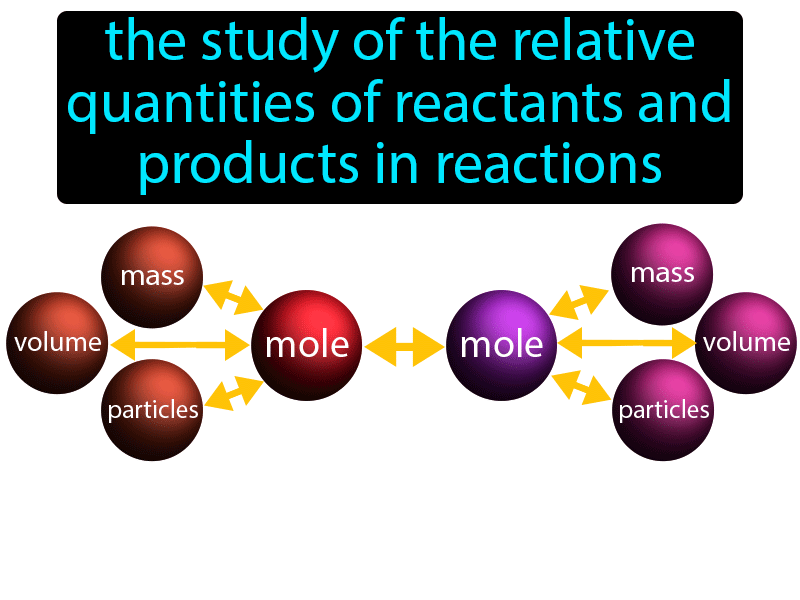 the study of the relative
quantities of reactants and
products in reactions
mass
volume
particles
mole
mole
mass
volume
particles